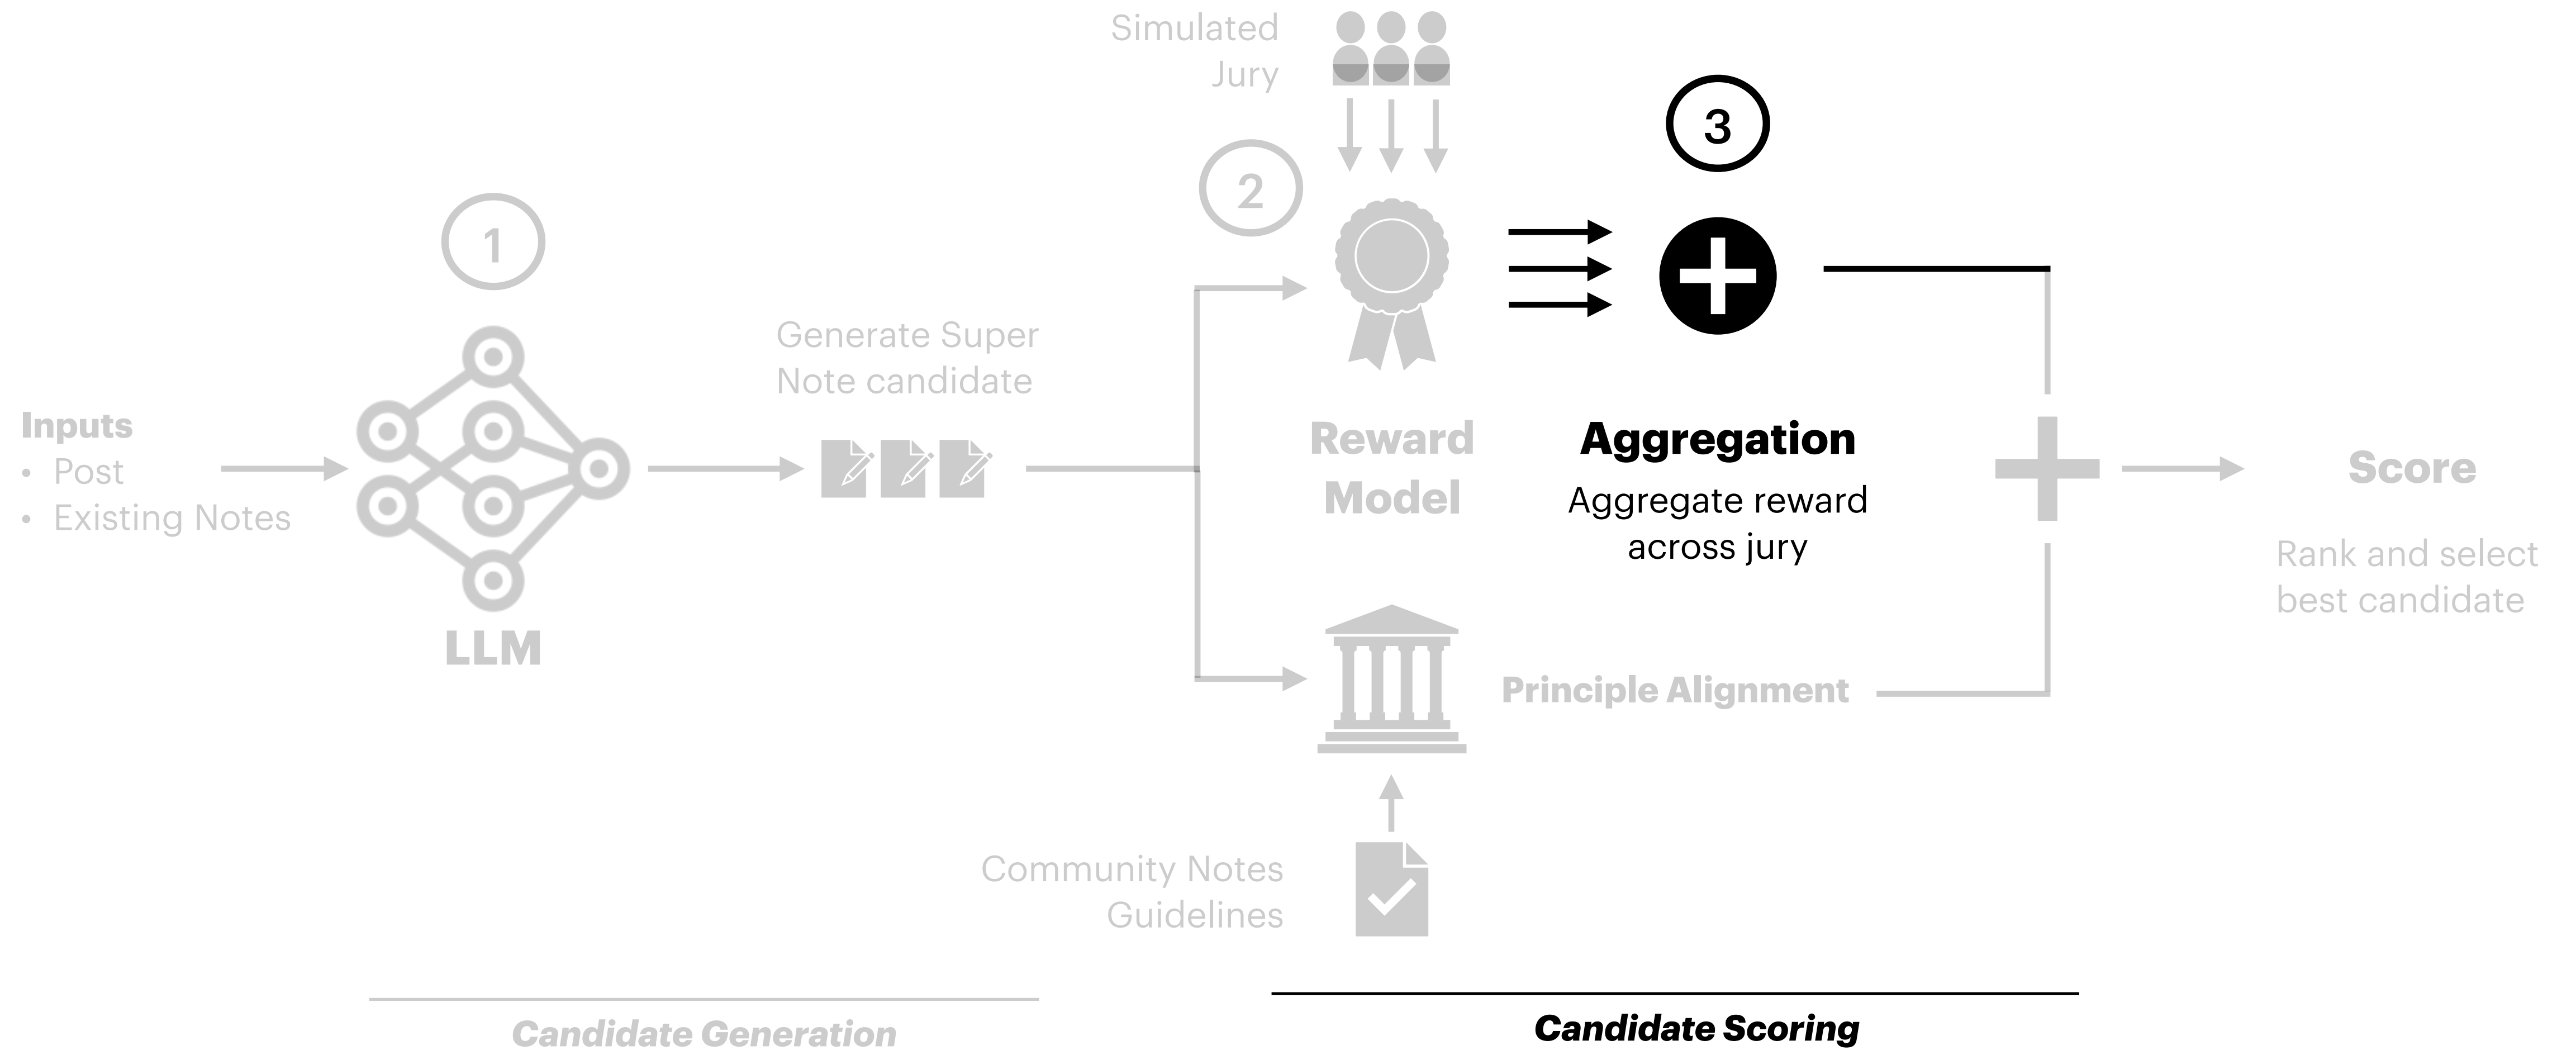 Inputs
• Post
• Existing Notes
1
LLM
Generate Super
Note candidate
Simulated
Jury
2
Reward
Model
3
Aggregation
Aggregate reward
across jury
Principle Alignment
Community Notes
Guidelines
Score
Rank and select
best candidate
Candidate Generation
Candidate Scoring